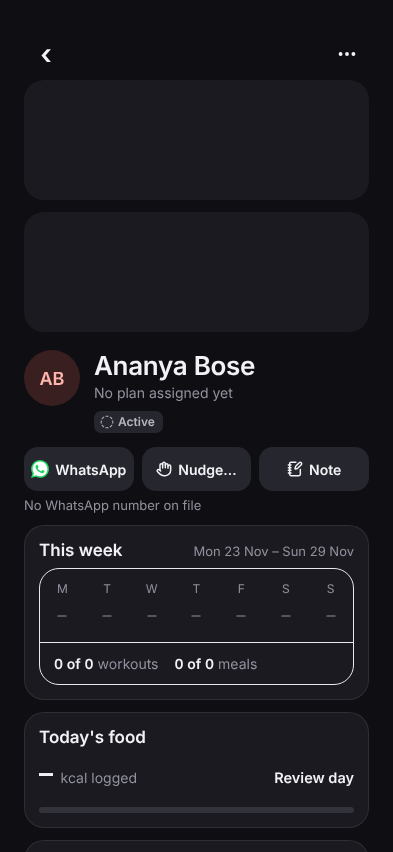 AB
Ananya Bose
No plan assigned yet
Active
WhatsApp
Nudge...
Note
No WhatsApp number on file
This week
Mon 23 Nov – Sun 29 Nov
M T W T F S S
– – – – – – –
0 of 0 workouts 0 of 0 meals
Today's food
– kcal logged
Review day